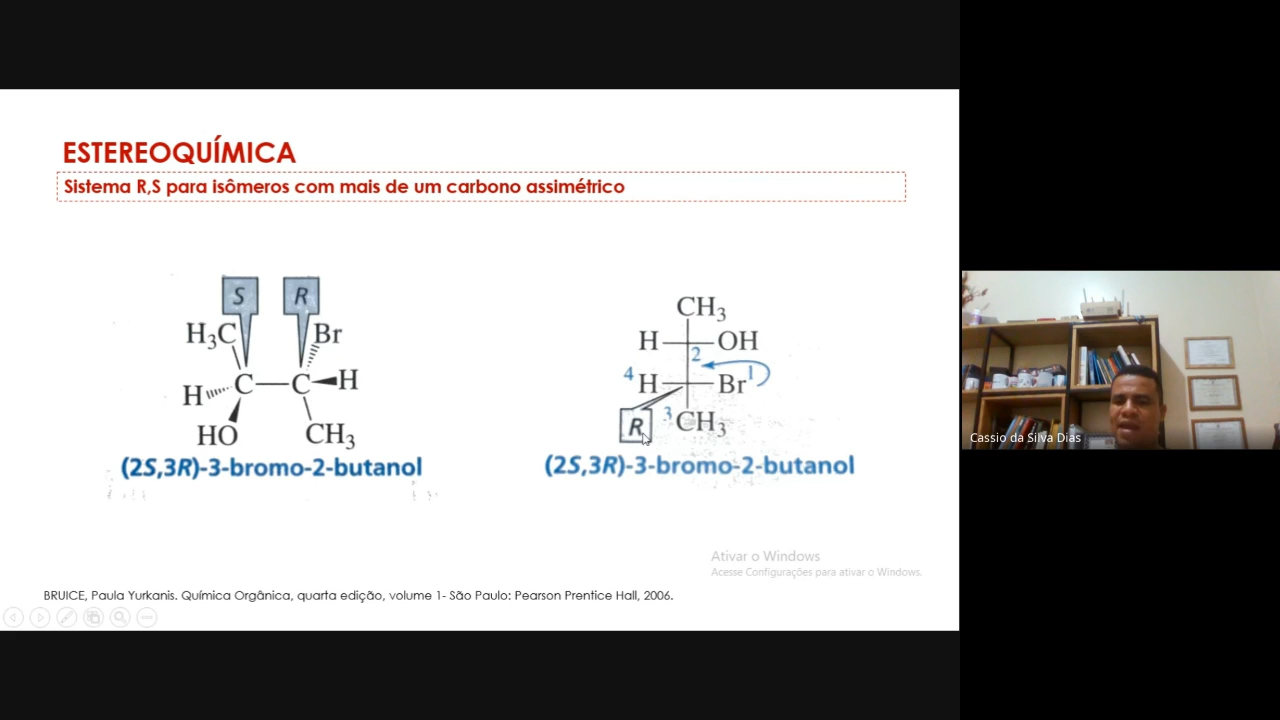 ESTEREOQUÍMICA
Sistema R,S para isômeros com mais de um carbono assimétrico
S R
H₃C Br
H C C H
HO CH₃
(2S,3R)-3-bromo-2-butanol
CH₃
H OH
2
4 H Br 1
R 3 CH₃
(2S,3R)-3-bromo-2-butanol
Ativar o Windows
Acesse Configurações para ativar o Windows.
BRUICE, Paula Yurkanis. Química Orgânica, quarta edição, volume 1- São Paulo: Pearson Prentice Hall, 2006.
Cassio da Silva Dias